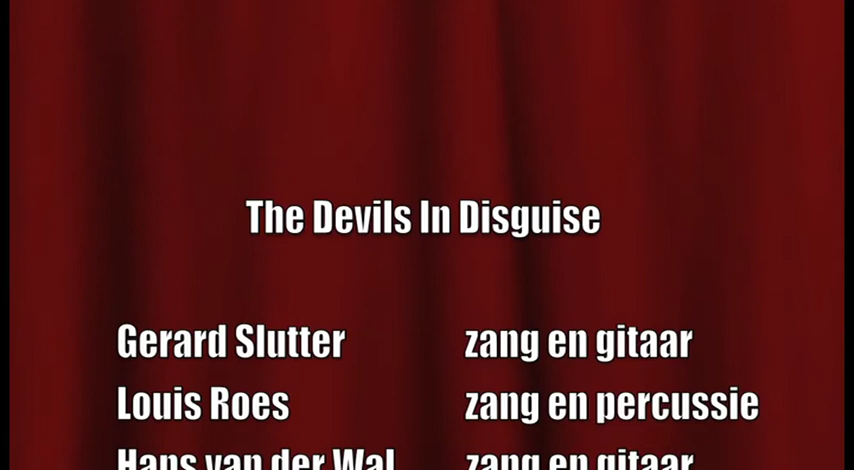 The Devils In Disguise
Gerard Slutter zang en gitaar
Louis Roes zang en percussie
Hans van der Wal zang en gitaar